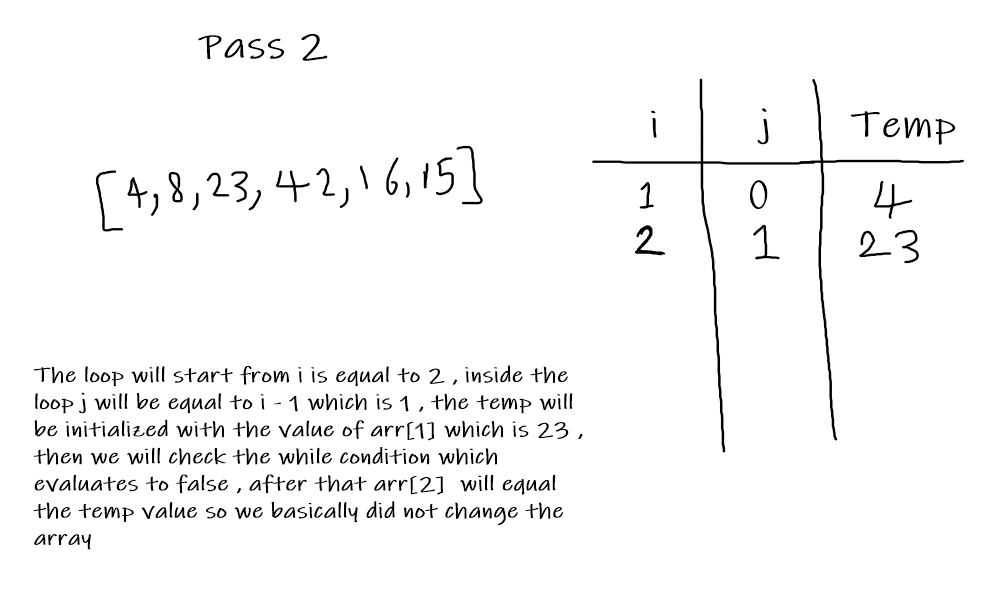 Pass 2
i j Temp
[4,8,23,42,16,15]
1 0 4
2 1 23
The loop will start from i is equal to 2 , inside the
loop j will be equal to i - 1 which is 1 , the temp will
be initialized with the value of arr[1] which is 23 ,
then we will check the while condition which
evaluates to false , after that arr[2] will equal
the temp value so we basically did not change the
array